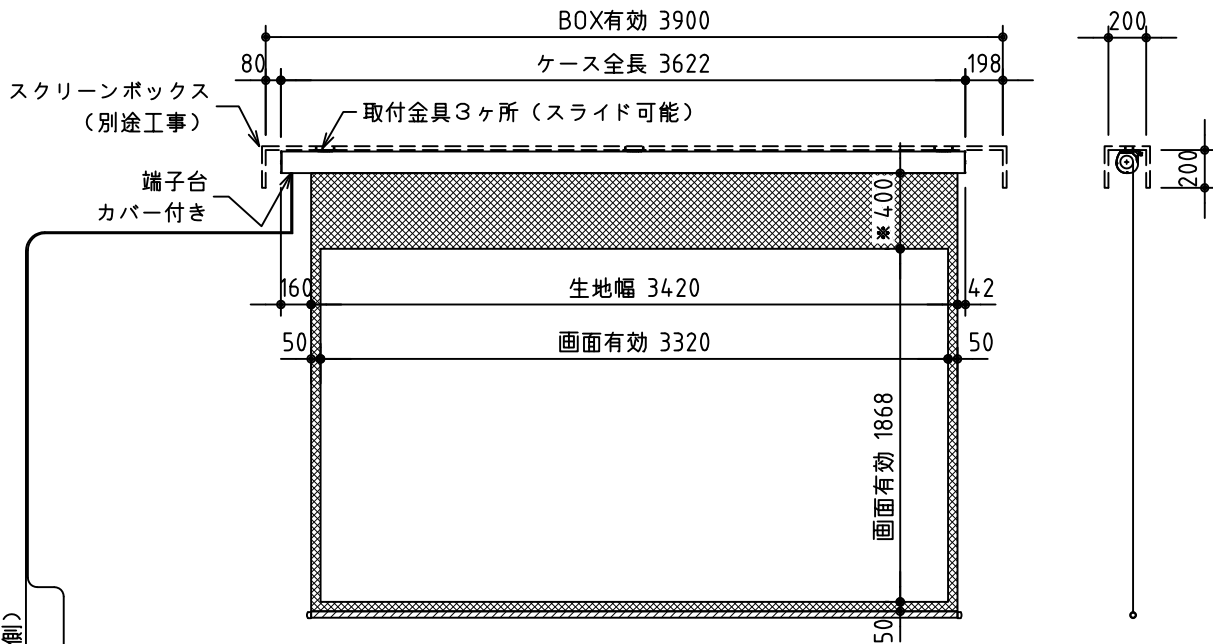 BOX有効 3900
200
80
ケース全長 3622
198
スクリーンボックス
（別途工事）
取付金具３ヶ所（スライド可能）
200
端子台
カバー付き
※ 400
160
生地幅 3420
42
50
画面有効 3320
50
画面有効 1868
50
側）